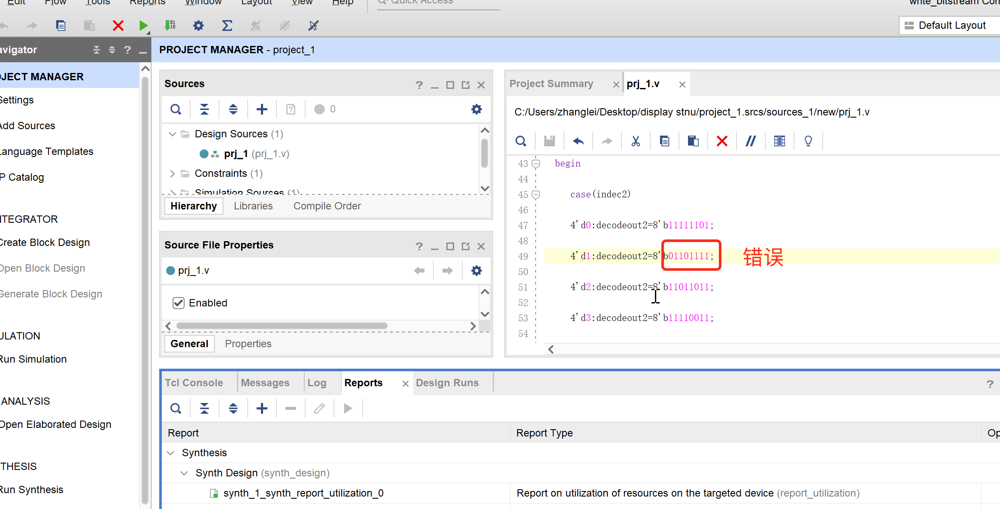 Edit Flow Tools Reports Window Layout View Help Quick Access
write_bitstream Com
Default Layout
avigator
PROJECT MANAGER - project_1
OJECT MANAGER
Settings
Add Sources
Language Templates
P Catalog
NTEGRATOR
Create Block Design
Open Block Design
Generate Block Design
ULATION
Run Simulation
ANALYSIS
Open Elaborated Design
THESIS
Run Synthesis
Sources
0
Design Sources (1)
prj_1 (prj_1.v)
Constraints (1)
Simulation Sources (1)
Hierarchy Libraries Compile Order
Source File Properties
prj_1.v
Enabled
General Properties
Project Summary prj_1.v
C:/Users/zhanglei/Desktop/display stnu/project_1.srcs/sources_1/new/prj_1.v
43 begin
44
45 case(indec2)
46
47 4'd0:decodeout2=8'b11111101;
48
49 4'd1:decodeout2=8'b01101111; 错误
50
51 4'd2:decodeout2=8'b11011011;
52
53 4'd3:decodeout2=8'b11110011;
54
Tcl Console Messages Log Reports Design Runs
Report Report Type Op
Synthesis
Synth Design (synth_design)
synth_1_synth_report_utilization_0 Report on utilization of resources on the targeted device (report_utilization)